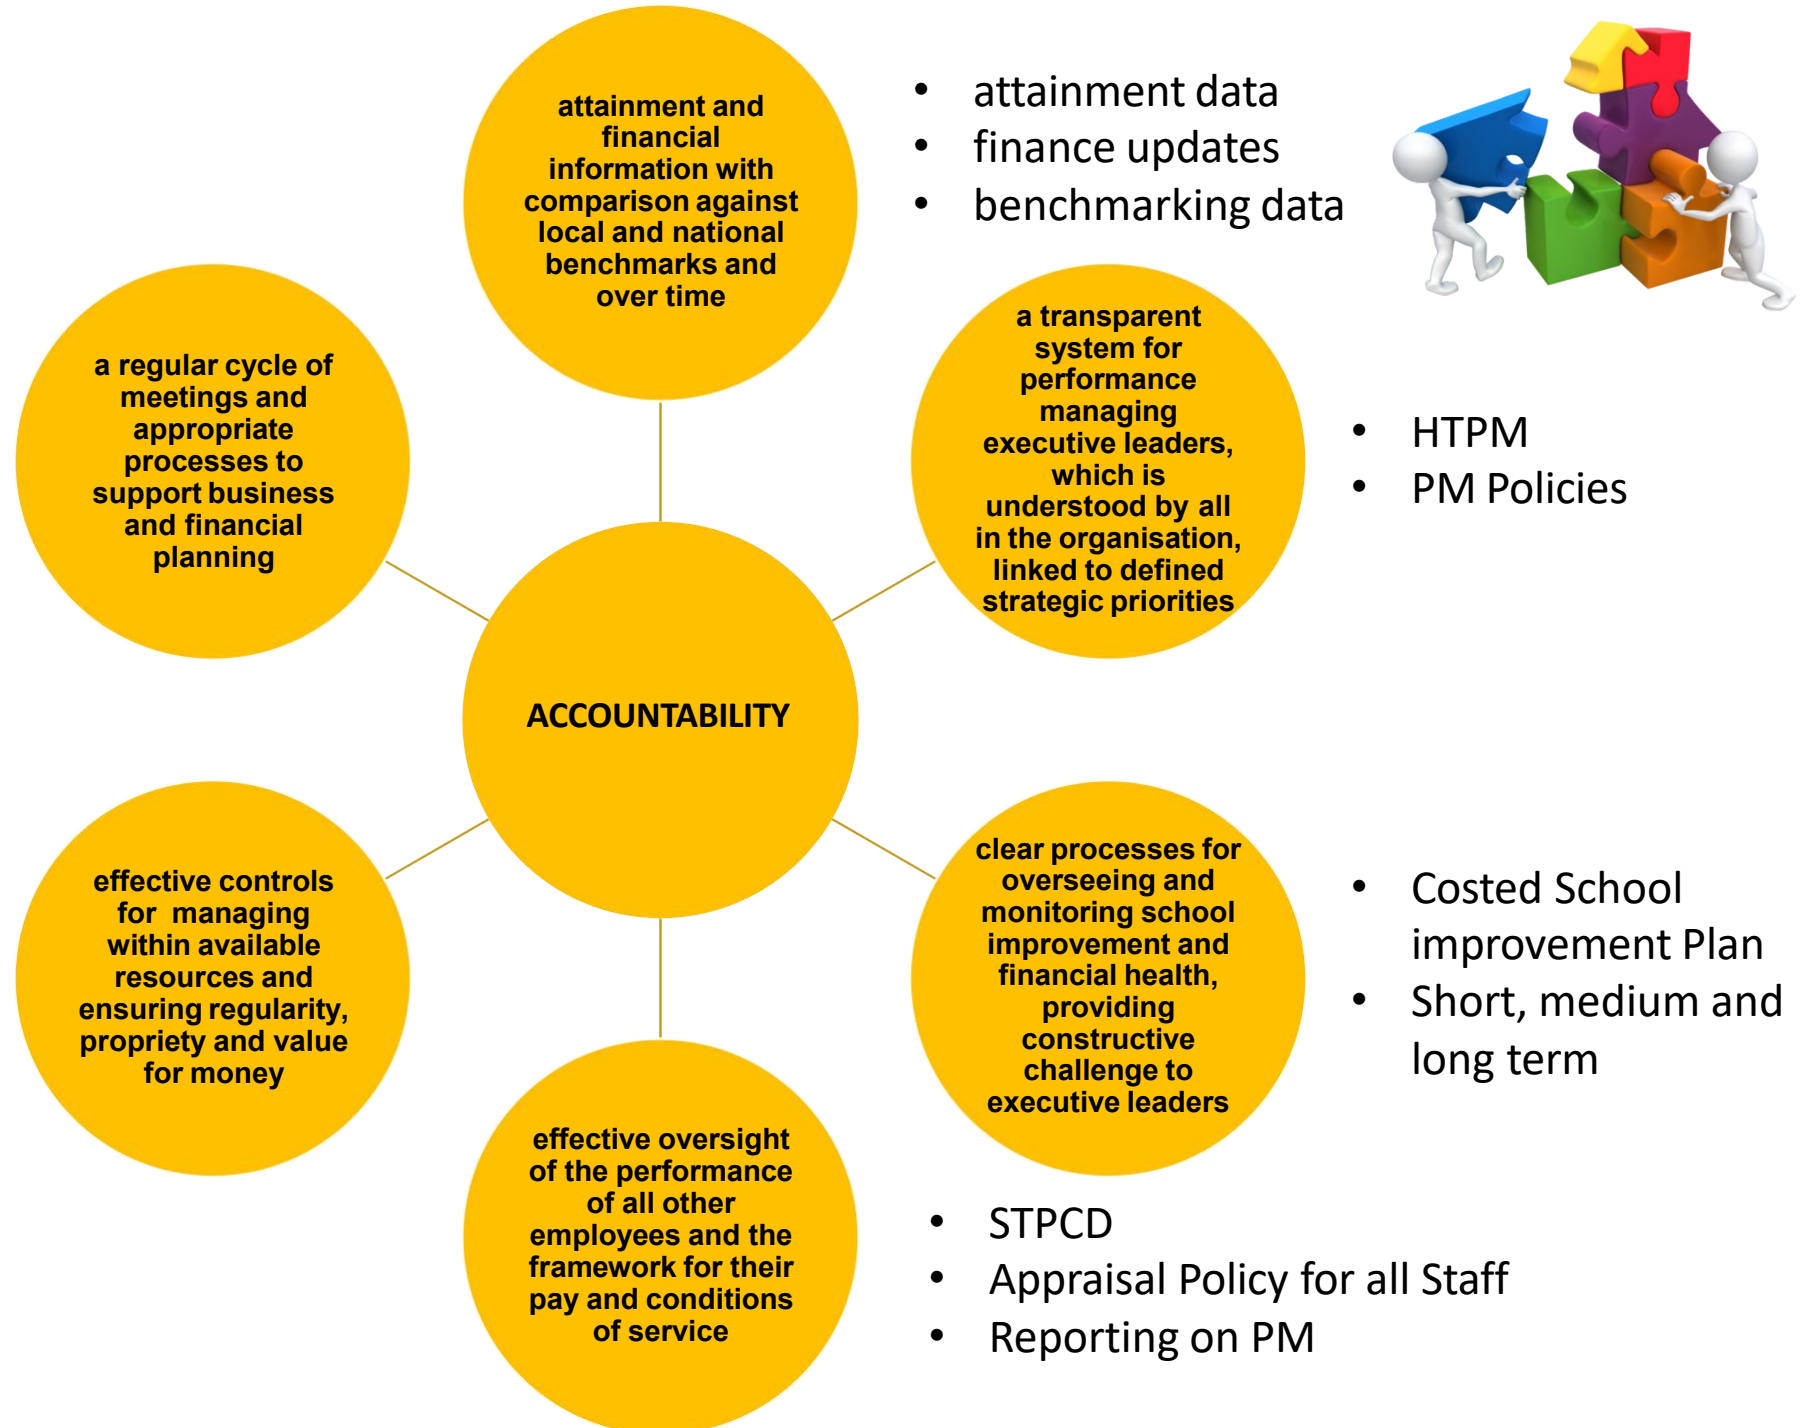 attainment and
financial
information with
comparison against
local and national
benchmarks and
over time
• attainment data
• finance updates
• benchmarking data
a transparent
system for
performance
managing
executive leaders,
which is
understood by all
in the organisation,
linked to defined
strategic priorities
• HTPM
• PM Policies
a regular cycle of
meetings and
appropriate
processes to
support business
and financial
planning
ACCOUNTABILITY
clear processes for
overseeing and
monitoring school
improvement and
financial health,
providing
constructive
challenge to
executive leaders
• Costed School
improvement Plan
• Short, medium and
long term
effective controls
for managing
within available
resources and
ensuring regularity,
propriety and value
for money
effective oversight
of the performance
of all other
employees and the
framework for their
pay and conditions
of service
• STPCD
• Appraisal Policy for all Staff
• Reporting on PM